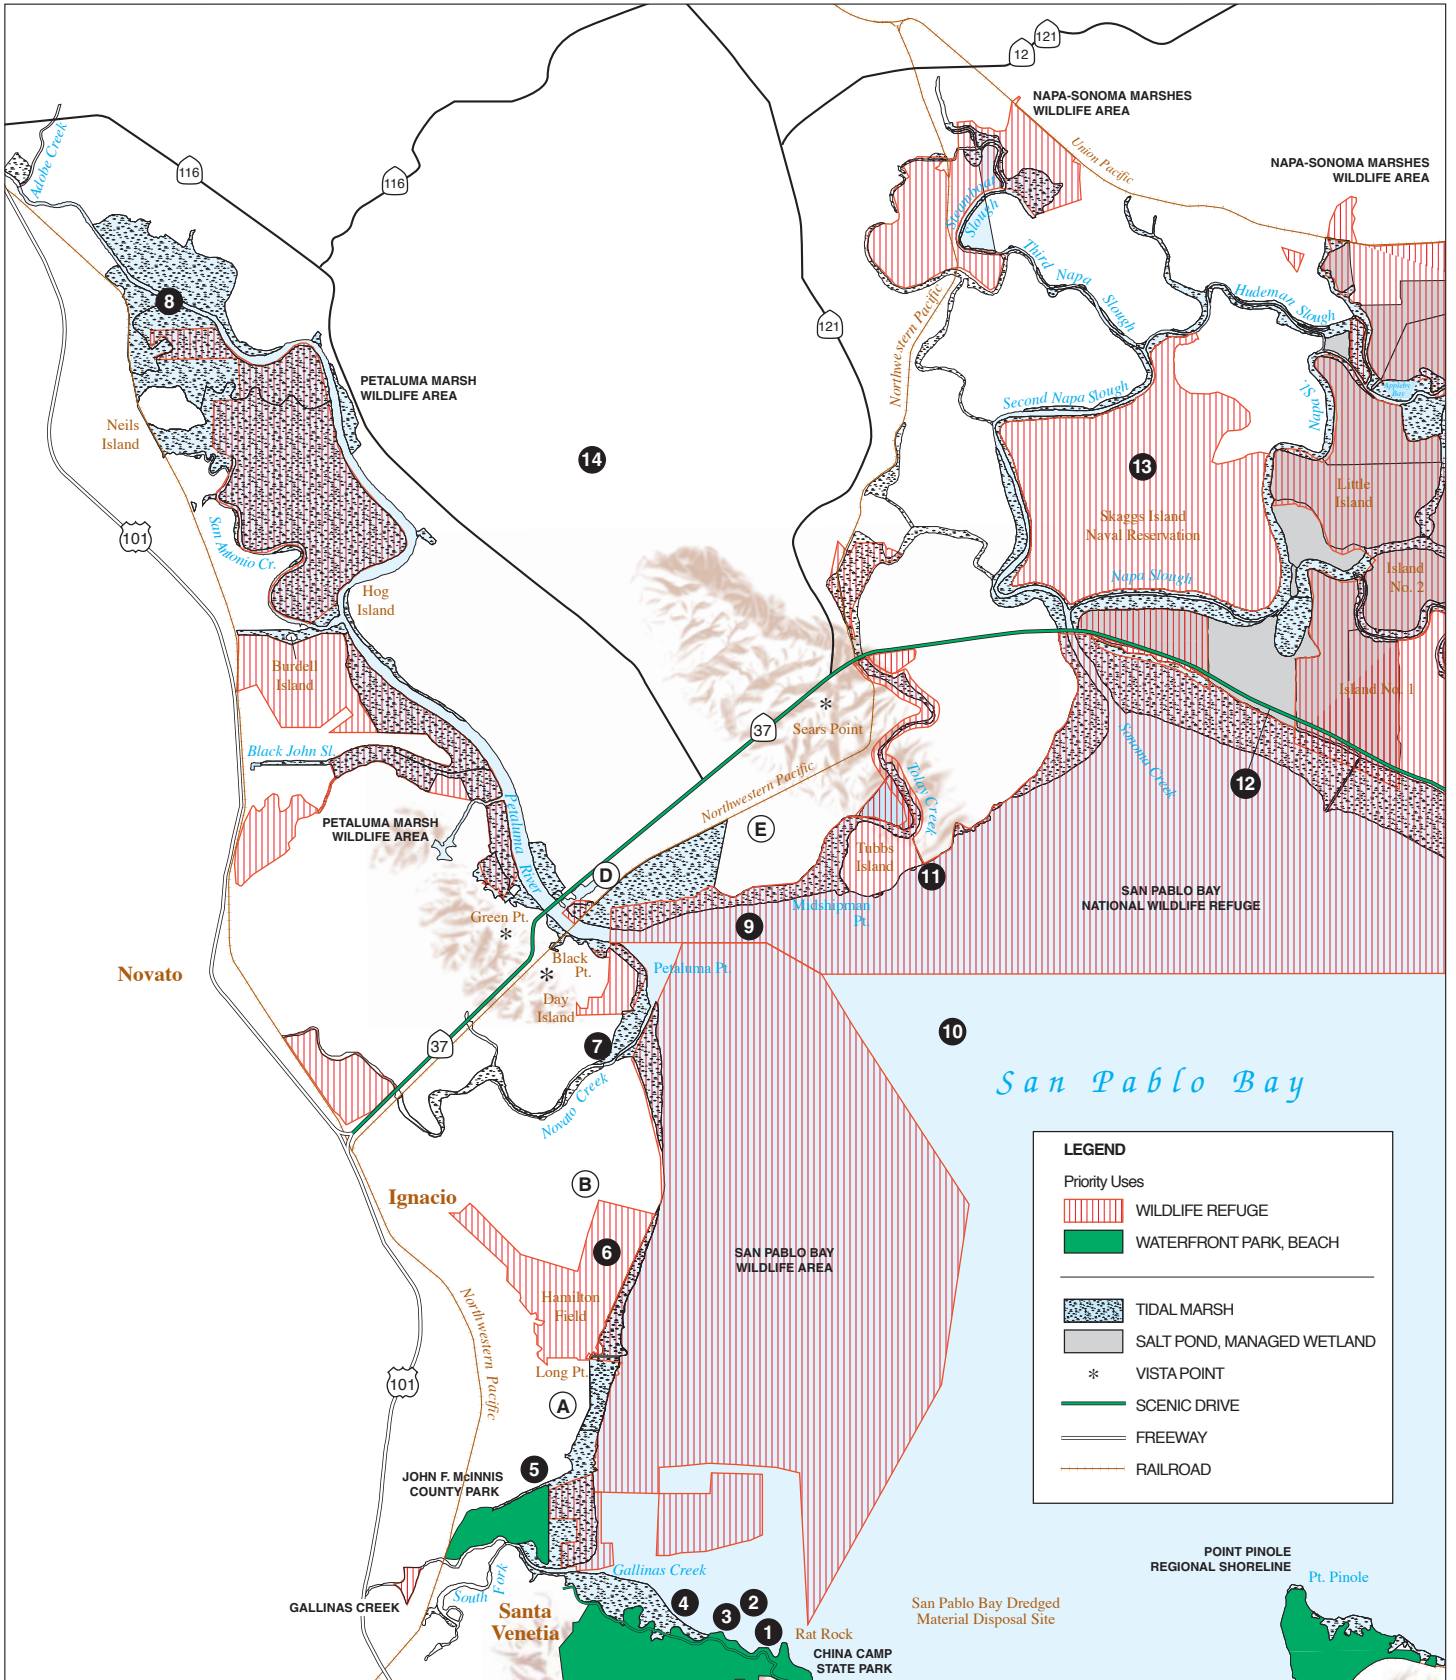 121
12
NAPA-SONOMA MARSHES
WILDLIFE AREA
Adobe Creek
116
116
Union Pacific
NAPA-SONOMA MARSHES
WILDLIFE AREA
Steamboat
Slough
Third Napa Slough
8
121
Northwestern Pacific
Hudeman Slough
PETALUMA MARSH
WILDLIFE AREA
Second Napa Slough
Napa Sl.
Appleby
Bay
Neils
Island
14
13
Little
Island
San Antonio Cr.
101
Skaggs Island
Naval Reservation
Hog
Island
Napa Slough
Island
No. 2
Burdell
Island
Island No. 1
Black John Sl.
37
Sears Point
Sonoma Creek
12
Northwestern Pacific
Tolay Creek
PETALUMA MARSH
WILDLIFE AREA
Petaluma River
E
Tubbs
Island
D
11
SAN PABLO BAY
NATIONAL WILDLIFE REFUGE
Green Pt.
Midshipman
Pt.
9
Black
Pt.
Petaluma Pt.
Novato
Day
Island
10
37
7
San Pablo Bay
Novato Creek
LEGEND
Priority Uses
WILDLIFE REFUGE
WATERFRONT PARK, BEACH
TIDAL MARSH
SALT POND, MANAGED WETLAND
VISTA POINT
SCENIC DRIVE
FREEWAY
RAILROAD
B
Ignacio
6
SAN PABLO BAY
WILDLIFE AREA
Hamilton
Field
Northwestern Pacific
Long Pt.
101
A
5
JOHN F. McINNIS
COUNTY PARK
Gallinas Creek
POINT PINOLE
REGIONAL SHORELINE
Pt. Pinole
South Fork
GALLINAS CREEK
Santa
Venetia
4
3
2
1
Rat Rock
San Pablo Bay Dredged
Material Disposal Site
CHINA CAMP
STATE PARK